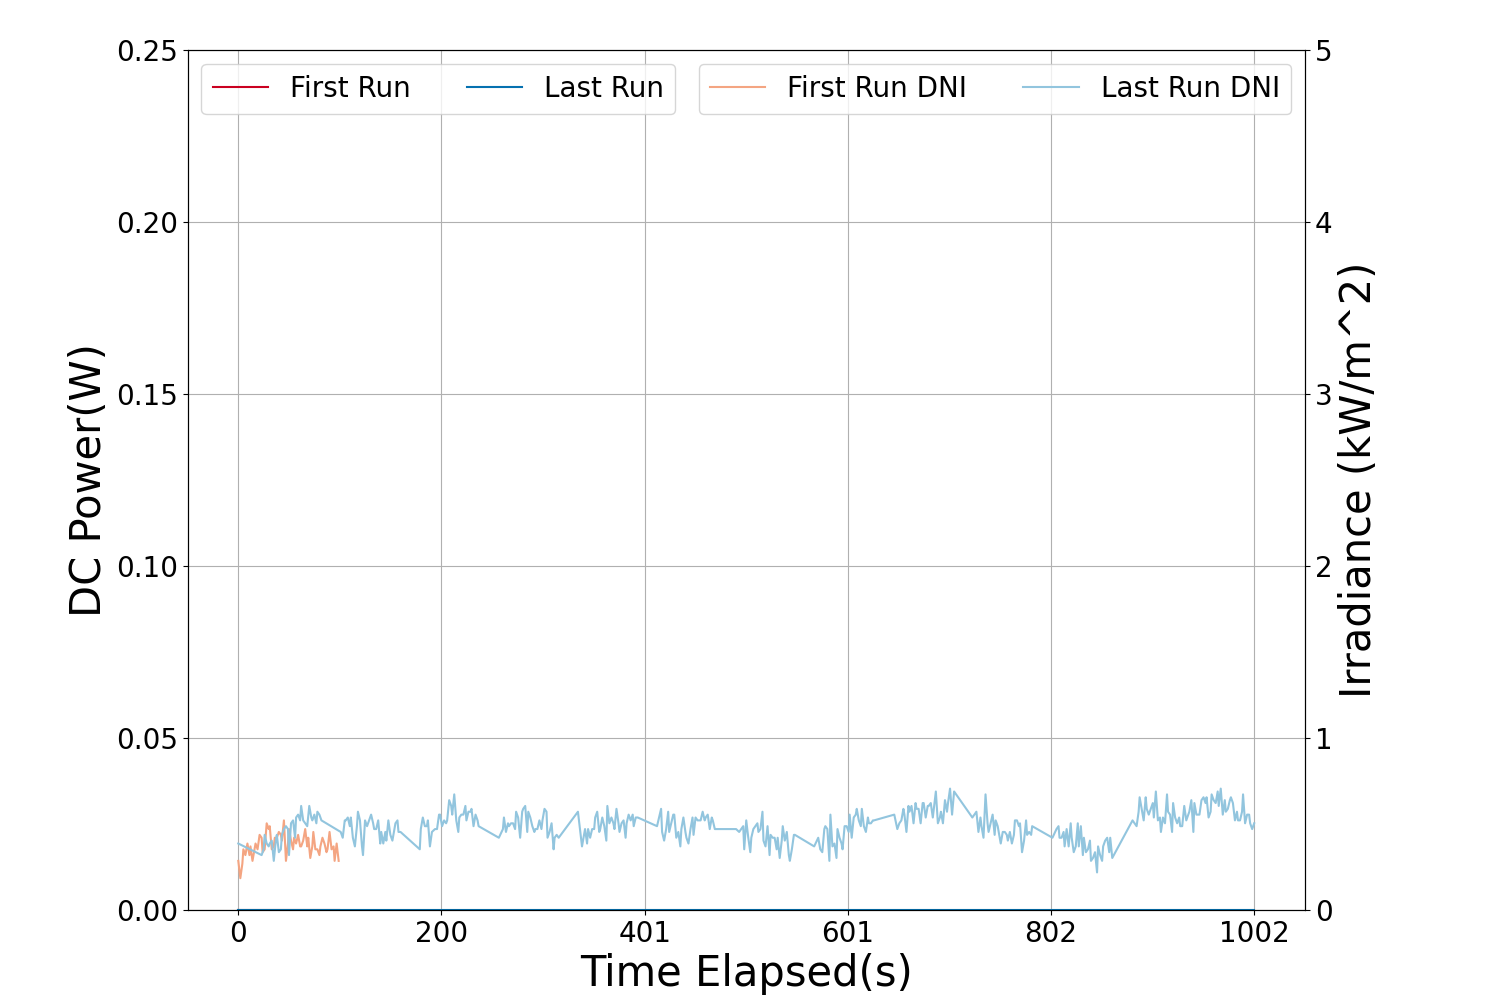 First Run
Last Run
First Run DNI
Last Run DNI
DC Power(W)
0.25
0.20
0.15
0.10
0.05
0.00
Irradiance (kW/m^2)
5
4
3
2
1
0
0
200
401
601
802
1002
Time Elapsed(s)